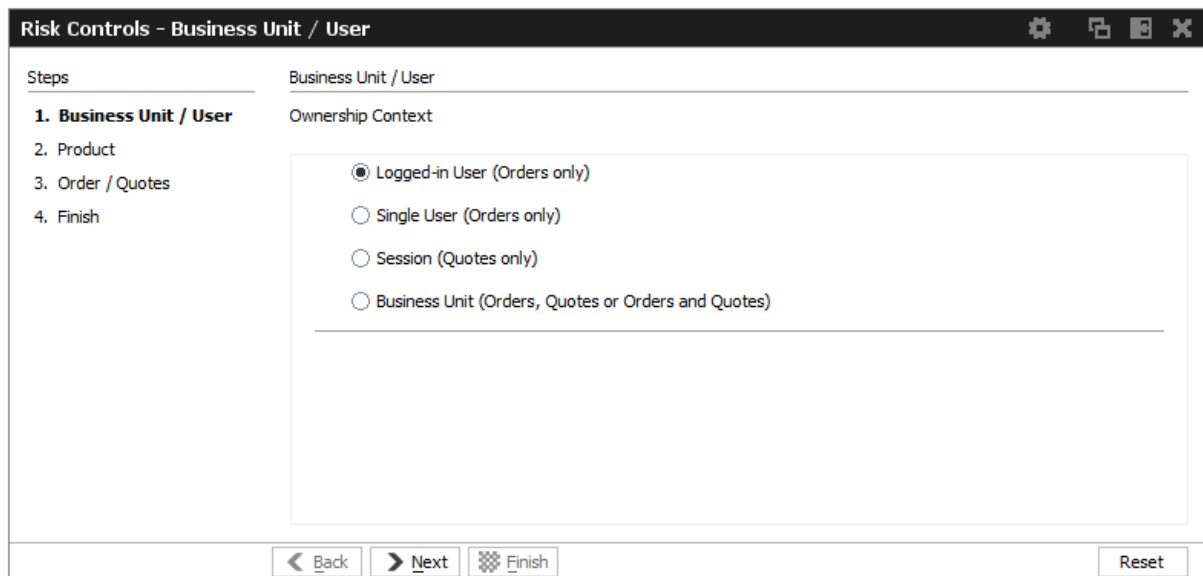 Risk Controls - Business Unit / User
Steps
1. Business Unit / User
2. Product
3. Order / Quotes
4. Finish
Business Unit / User
Ownership Context
Logged-in User (Orders only)
Single User (Orders only)
Session (Quotes only)
Business Unit (Orders, Quotes or Orders and Quotes)
Back Next Finish Reset